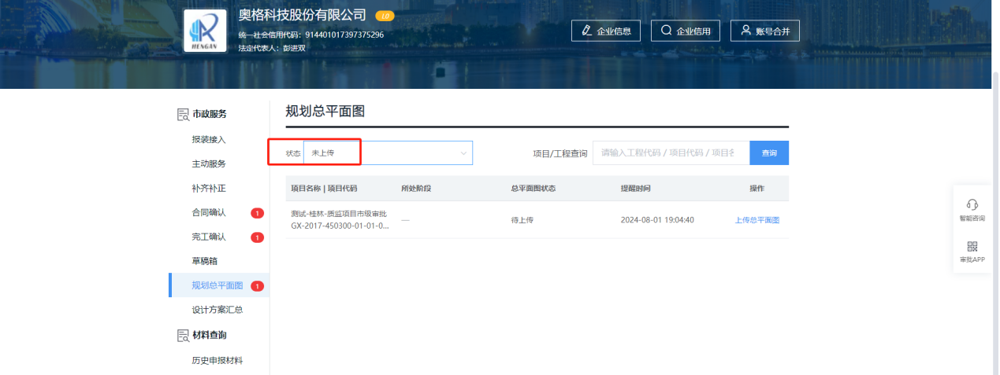 奥格科技股份有限公司 L0
统一社会信用代码：914401017397375296
法定代表人：彭进双
HENGAN
企业信息 企业信用 账号合并
市政服务
报装接入
主动服务
补齐补正
合同确认 1
完工确认 1
草稿箱
规划总平面图 1
设计方案汇总
材料查询
历史申报材料
规划总平面图
状态 未上传 项目/工程查询 请输入工程代码 / 项目代码 / 项目名 查询
项目名称 | 项目代码 所处阶段 总平面图状态 提醒时间 操作
测试-桂林-质监项目市级审批
GX-2017-450300-01-01-0... — 待上传 2024-08-01 19:04:40 上传总平面图
智能咨询
审批APP